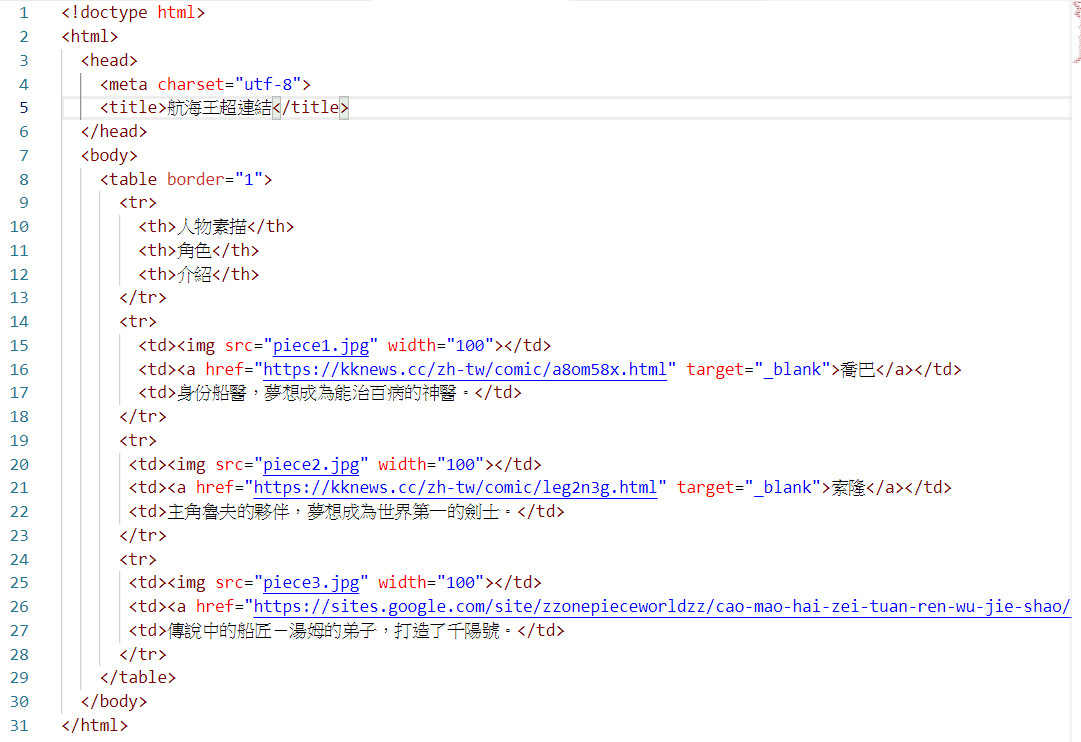 1 <!doctype html>
2 <html>
3 <head>
4 <meta charset="utf-8">
5 <title>航海王超連結</title>
6 </head>
7 <body>
8 <table border="1">
9 <tr>
10 <th>人物素描</th>
11 <th>角色</th>
12 <th>介紹</th>
13 </tr>
14 <tr>
15 <td><img src="piece1.jpg" width="100"></td>
16 <td><a href="https://kknews.cc/zh-tw/comic/a8om58x.html" target="_blank">喬巴</a></td>
17 <td>身份船醫，夢想成為能治百病的神醫。</td>
18 </tr>
19 <tr>
20 <td><img src="piece2.jpg" width="100"></td>
21 <td><a href="https://kknews.cc/zh-tw/comic/leg2n3g.html" target="_blank">索隆</a></td>
22 <td>主角魯夫的夥伴，夢想成為世界第一的劍士。</td>
23 </tr>
24 <tr>
25 <td><img src="piece3.jpg" width="100"></td>
26 <td><a href="https://sites.google.com/site/zzonepieceworldzz/cao-mao-hai-zei-tuan-ren-wu-jie-shao/
27 <td>傳說中的船匠－湯姆的弟子，打造了千陽號。</td>
28 </tr>
29 </table>
30 </body>
31 </html>